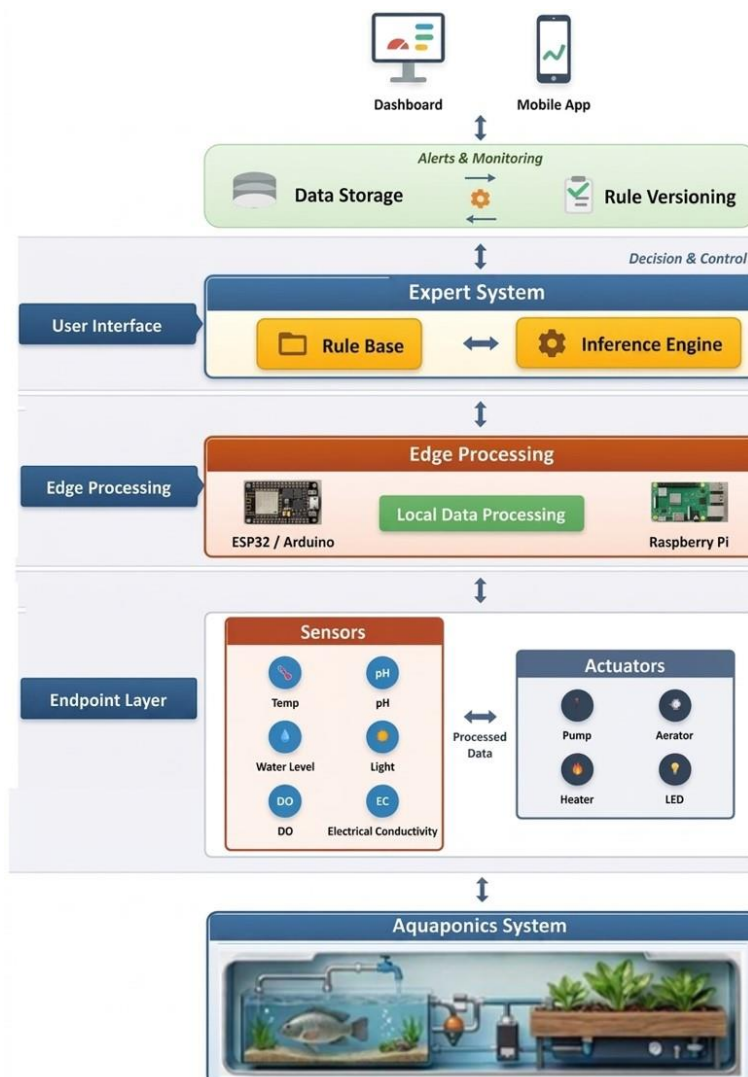 Dashboard
Mobile App
Alerts & Monitoring
Data Storage
Rule Versioning
Decision & Control
Expert System
User Interface
Rule Base
Inference Engine
Edge Processing
Edge Processing
Local Data Processing
ESP32 / Arduino
Raspberry Pi
Sensors
Actuators
Endpoint Layer
pH
Temp
pH
Pump
Aerator
Processed
Data
Water Level
Light
DO
EC
Heater
LED
DO
Electrical Conductivity
Aquaponics System